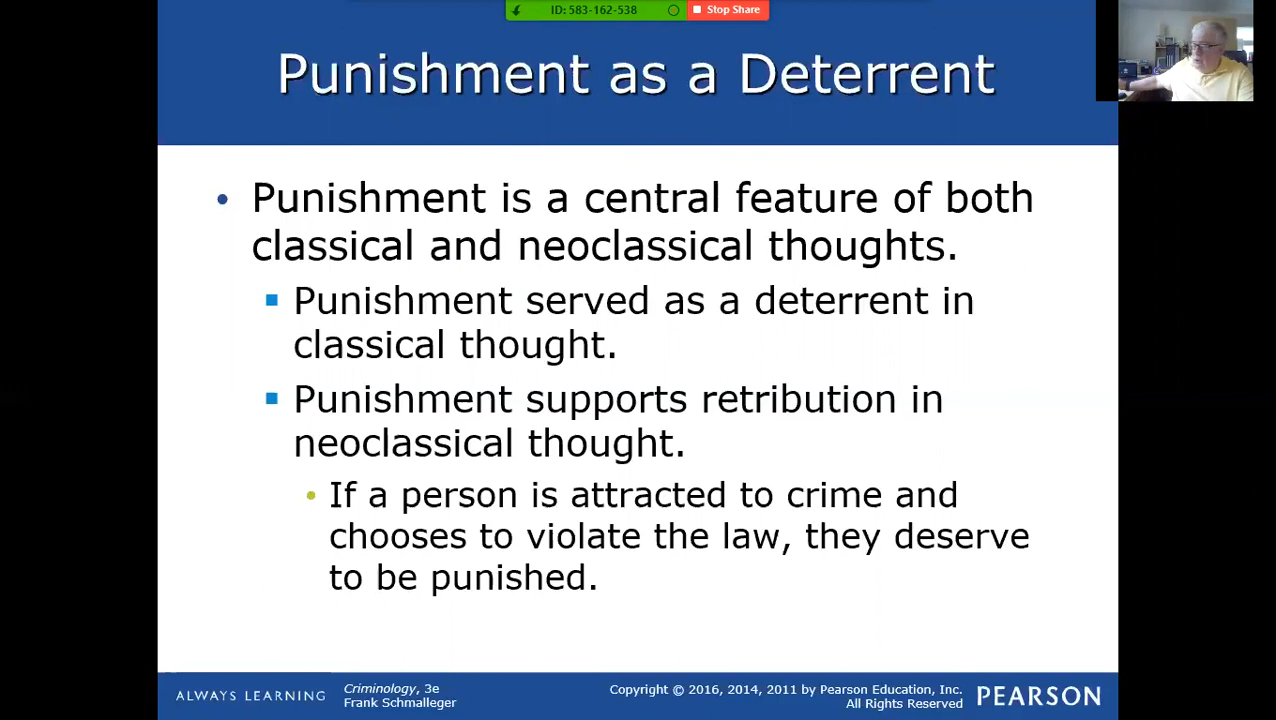 ID: 583-162-538
Stop Share
Punishment as a Deterrent
• Punishment is a central feature of both
classical and neoclassical thoughts.
▪ Punishment served as a deterrent in
classical thought.
▪ Punishment supports retribution in
neoclassical thought.
• If a person is attracted to crime and
chooses to violate the law, they deserve
to be punished.
ALWAYS LEARNING
Criminology, 3e
Frank Schmalleger
Copyright © 2016, 2014, 2011 by Pearson Education, Inc.
All Rights Reserved
PEARSON